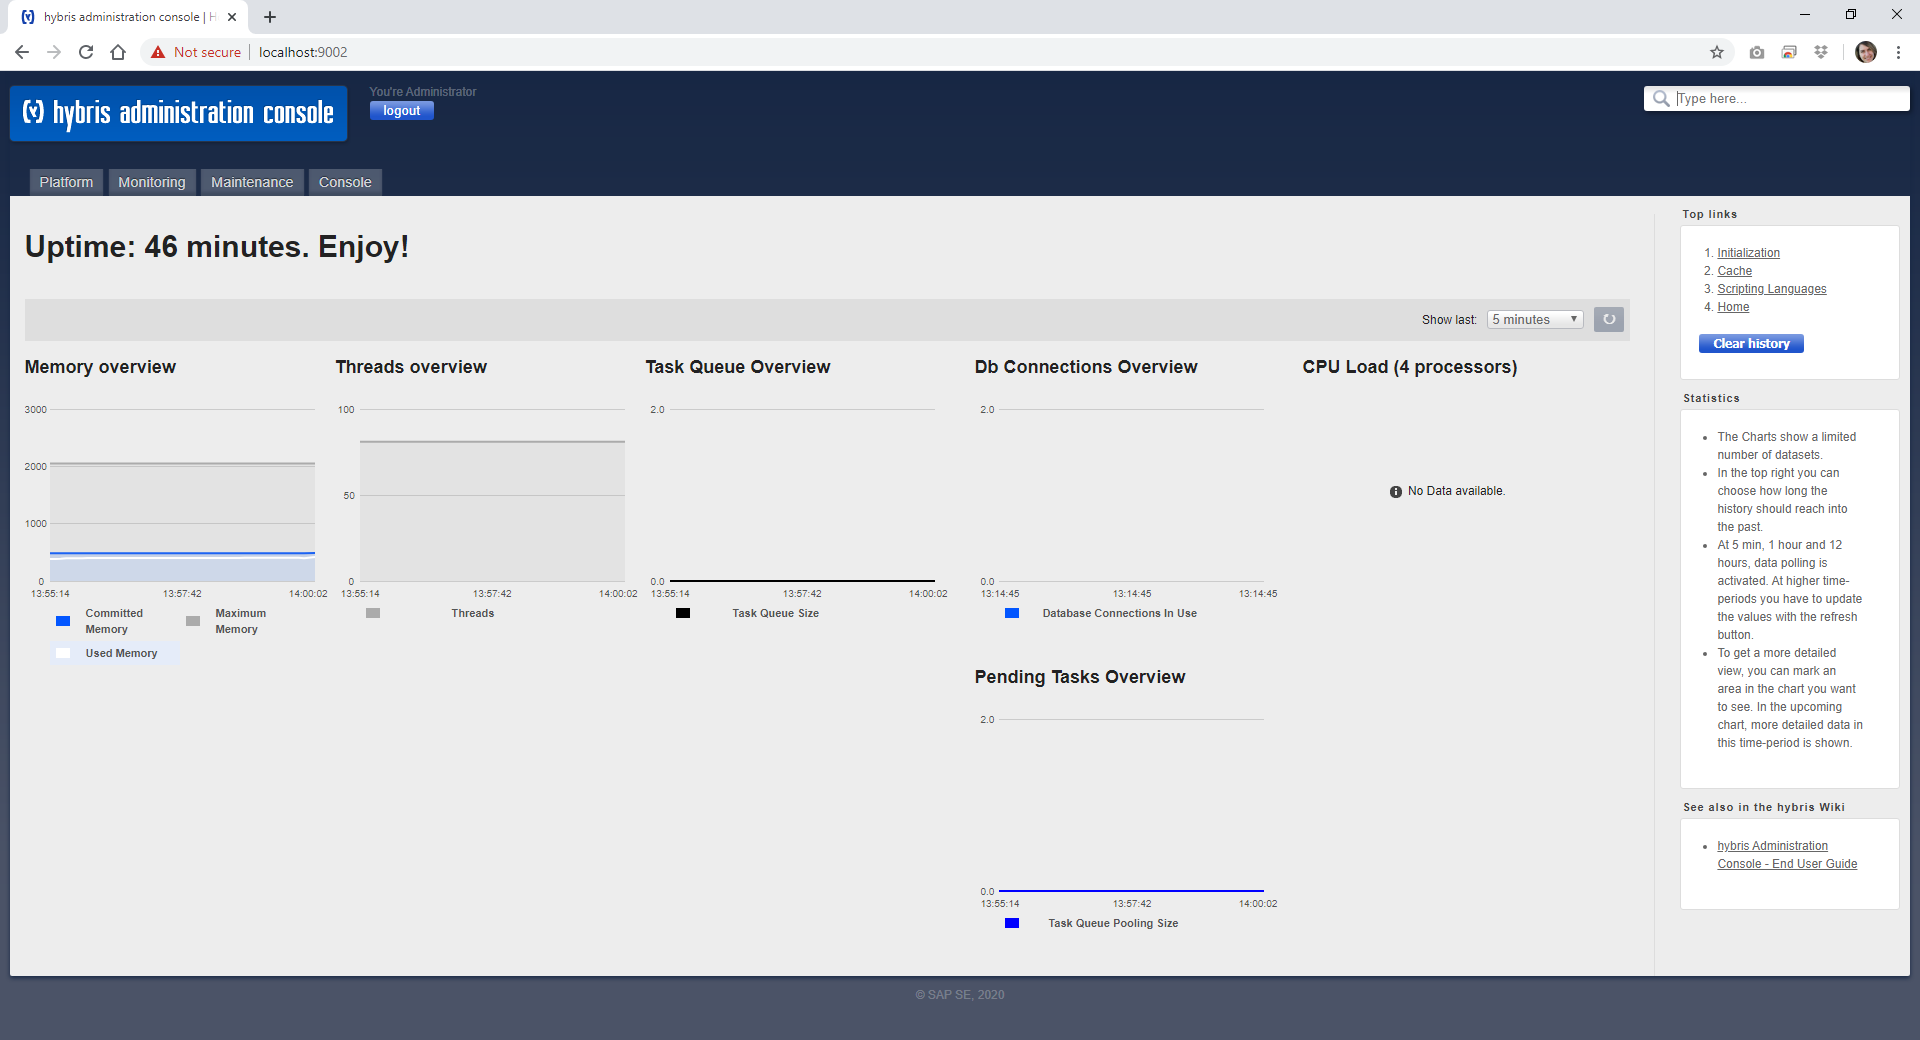 hybris administration console | H
Not secure
localhost:9002
hybris administration console
You're Administrator
logout
Type here...
Platform
Monitoring
Maintenance
Console
Uptime: 46 minutes. Enjoy!
Show last:
5 minutes
Memory overview
3000
2000
1000
0
13:55:14
13:57:42
14:00:02
Committed
Memory
Maximum
Memory
Used Memory
Threads overview
100
50
0
13:55:14
13:57:42
14:00:02
Threads
Task Queue Overview
2.0
0.0
13:55:14
13:57:42
14:00:02
Task Queue Size
Db Connections Overview
2.0
0.0
13:14:45
13:14:45
13:14:45
Database Connections In Use
Pending Tasks Overview
2.0
0.0
13:55:14
13:57:42
14:00:02
Task Queue Pooling Size
CPU Load (4 processors)
No Data available.
Top links
1. Initialization
2. Cache
3. Scripting Languages
4. Home
Clear history
Statistics
• The Charts show a limited
number of datasets.
• In the top right you can
choose how long the
history should reach into
the past.
• At 5 min, 1 hour and 12
hours, data polling is
activated. At higher time-
periods you have to update
the values with the refresh
button.
• To get a more detailed
view, you can mark an
area in the chart you want
to see. In the upcoming
chart, more detailed data in
this time-period is shown.
See also in the hybris Wiki
• hybris Administration
Console - End User Guide
© SAP SE, 2020